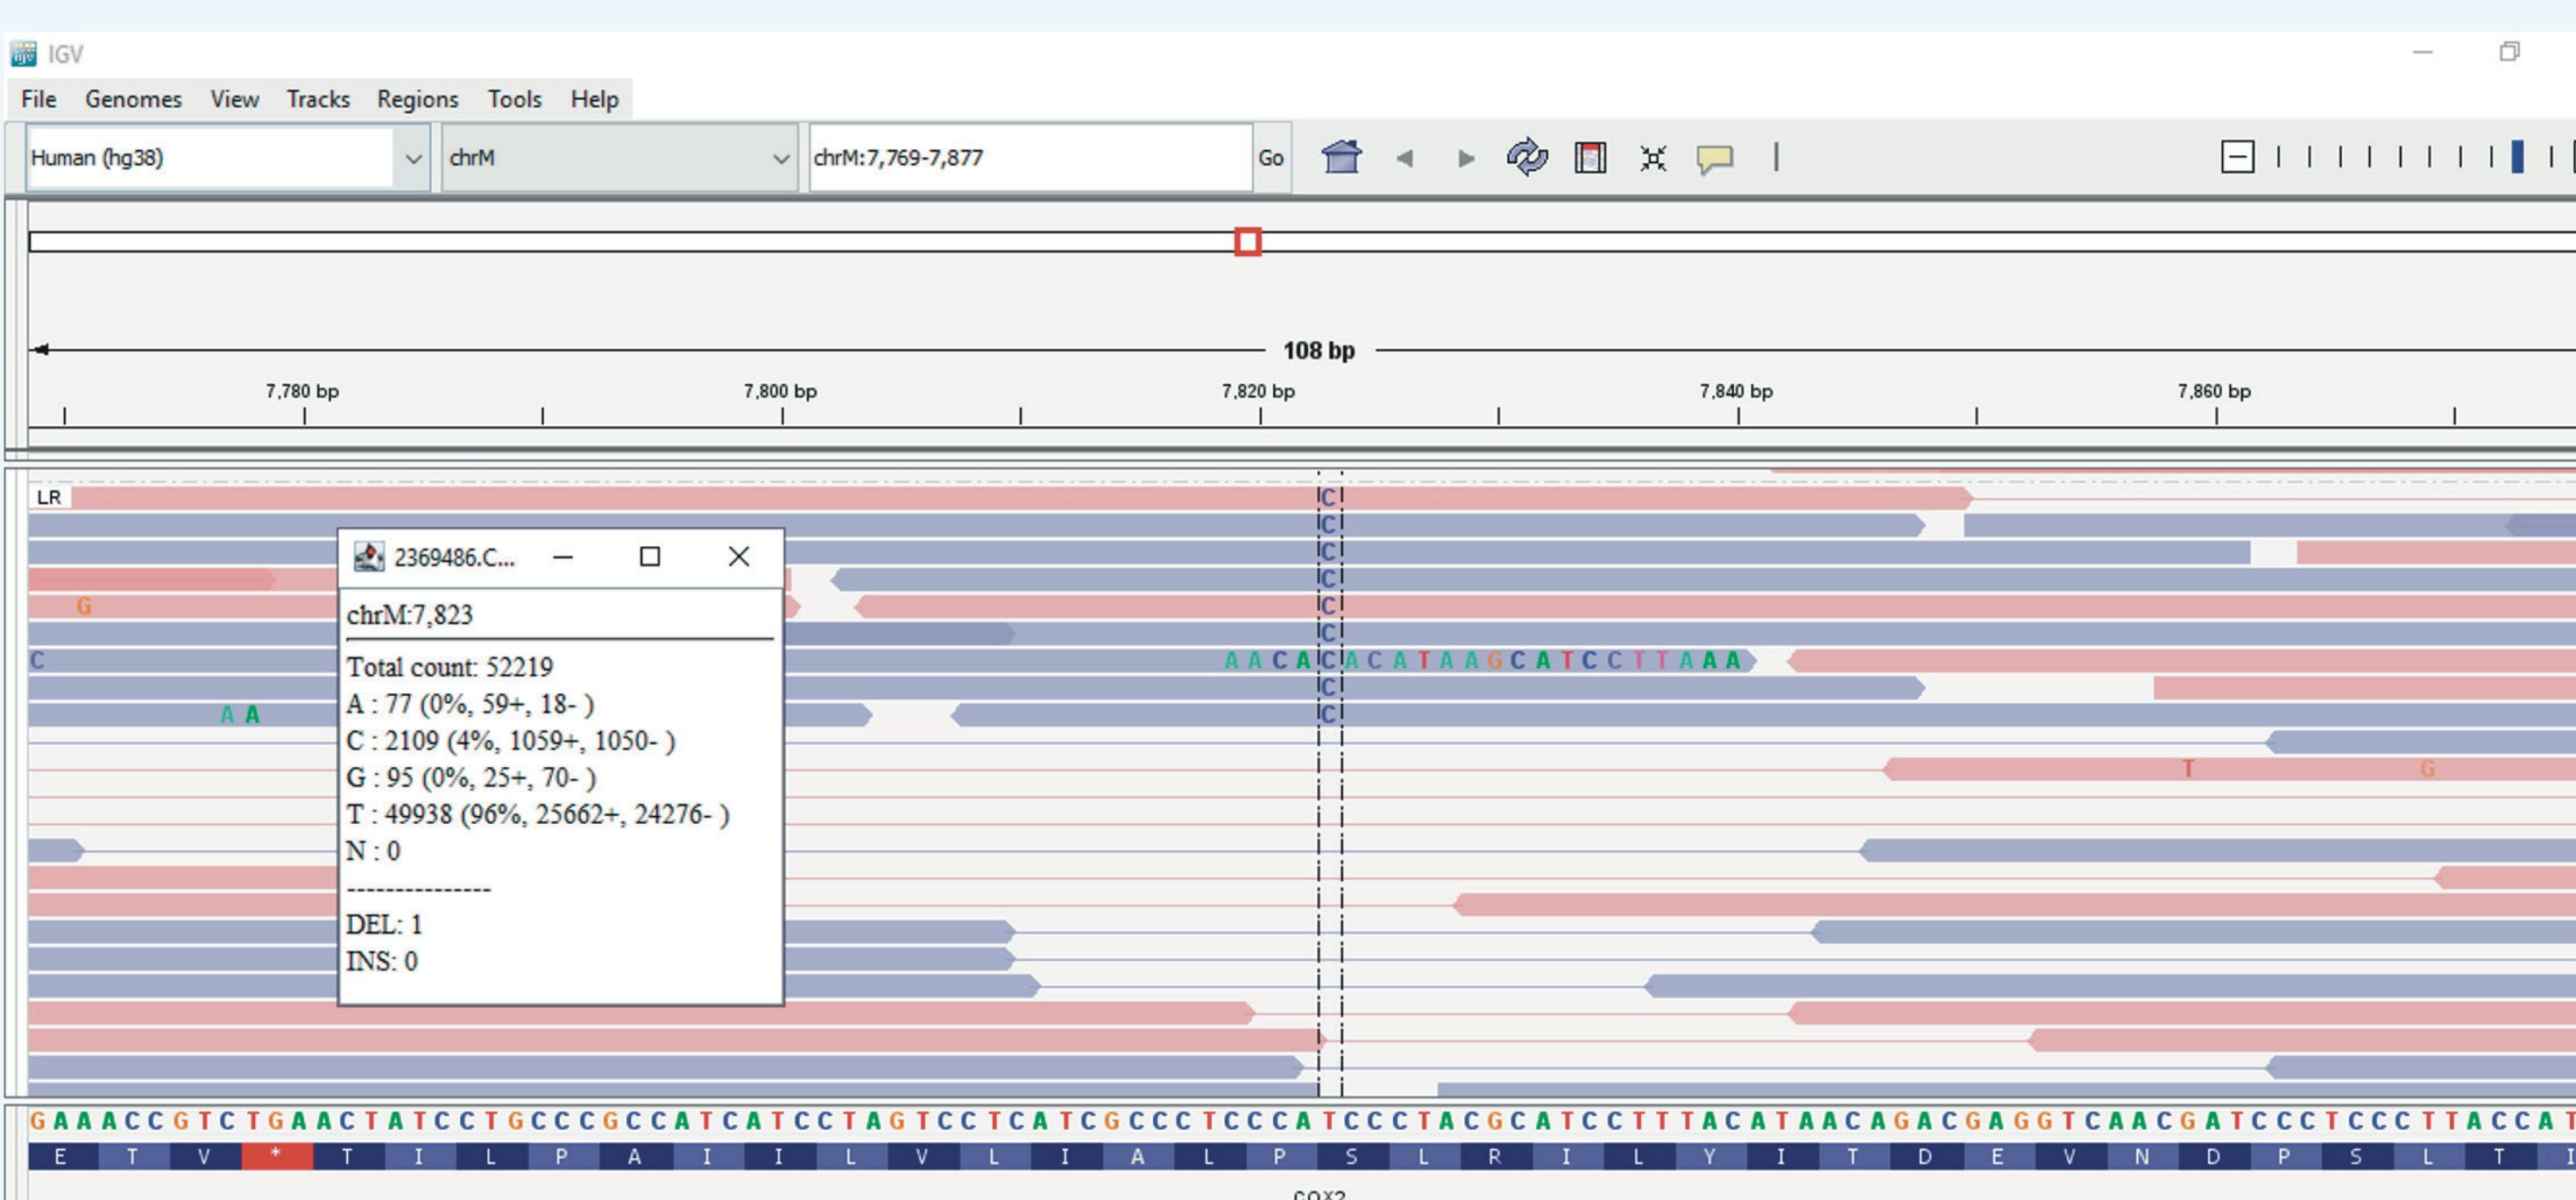 IGV
File Genomes View Tracks Regions Tools Help
Human (hg38) chrM chrM:7,769-7,877 Go
108 bp
7,780 bp 7,800 bp 7,820 bp 7,840 bp 7,860 bp
LR C
C
2369486.C... C
C
chrM:7,823
G C
C
Total count: 52219
C A A C A C A C A T A A G C A T C C T T A A A
A : 77 (0%, 59+, 18- )
C
A A C
C : 2109 (4%, 1059+, 1050- )
G : 95 (0%, 25+, 70- )
T G
T : 49938 (96%, 25662+, 24276- )
N : 0
---------------
DEL: 1
INS: 0
G A A A C C G T C T G A A C T A T C C T G C C C G C C A T C A T C C T A G T C C T C A T C G C C C T C C C A T C C C T A C G C A T C C T T T A C A T A A C A G A C G A G G T C A A C G A T C C C T C C C T T A C C A T
E T V * T I L P A I I L V L I A L P S L R I L Y I T D E V N D P S L T I
COX2